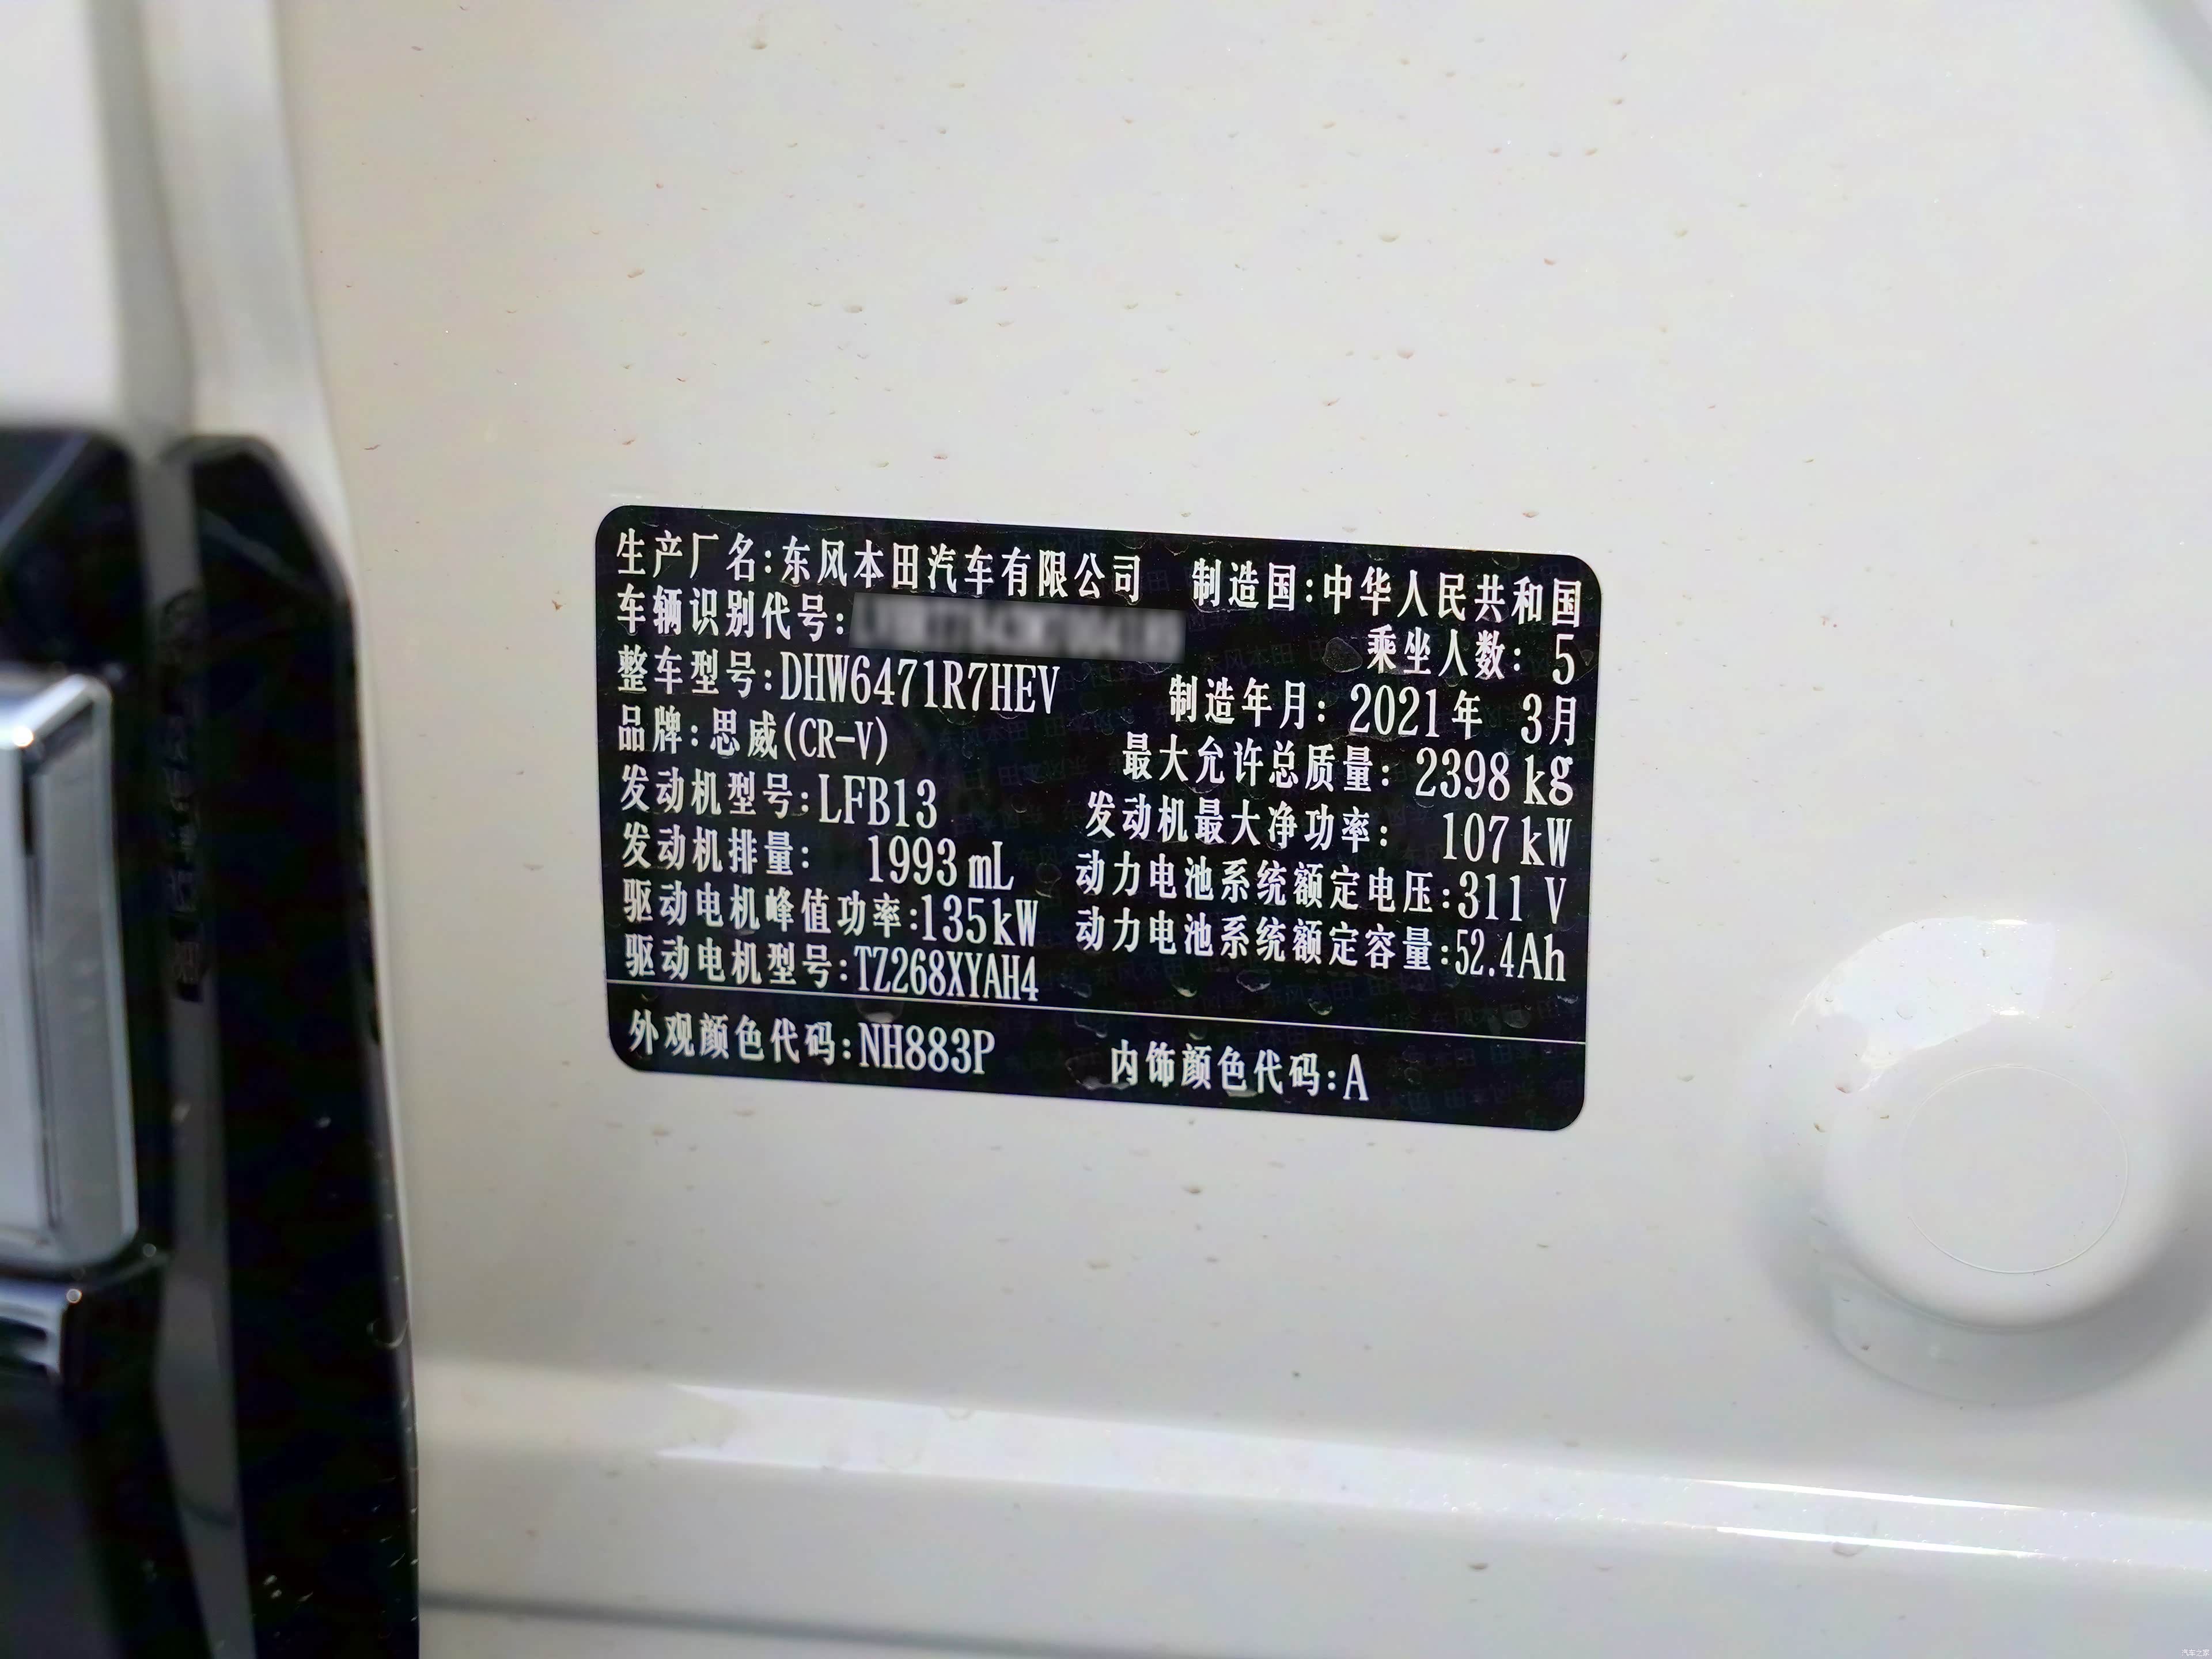 生产厂名:东风本田汽车有限公司 制造国:中华人民共和国
车辆识别代号: 乘坐人数: 5
整车型号:DHW6471R7HEV 制造年月: 2021年 3月
品牌:思威(CR-V) 最大允许总质量: 2398 kg
发动机型号:LFB13 发动机最大净功率: 107 kW
发动机排量: 1993 mL 动力电池系统额定电压:311 V
驱动电机峰值功率:135kW 动力电池系统额定容量:52.4Ah
驱动电机型号:TZ268XYAH4
外观颜色代码:NH883P 内饰颜色代码:A
汽车之家